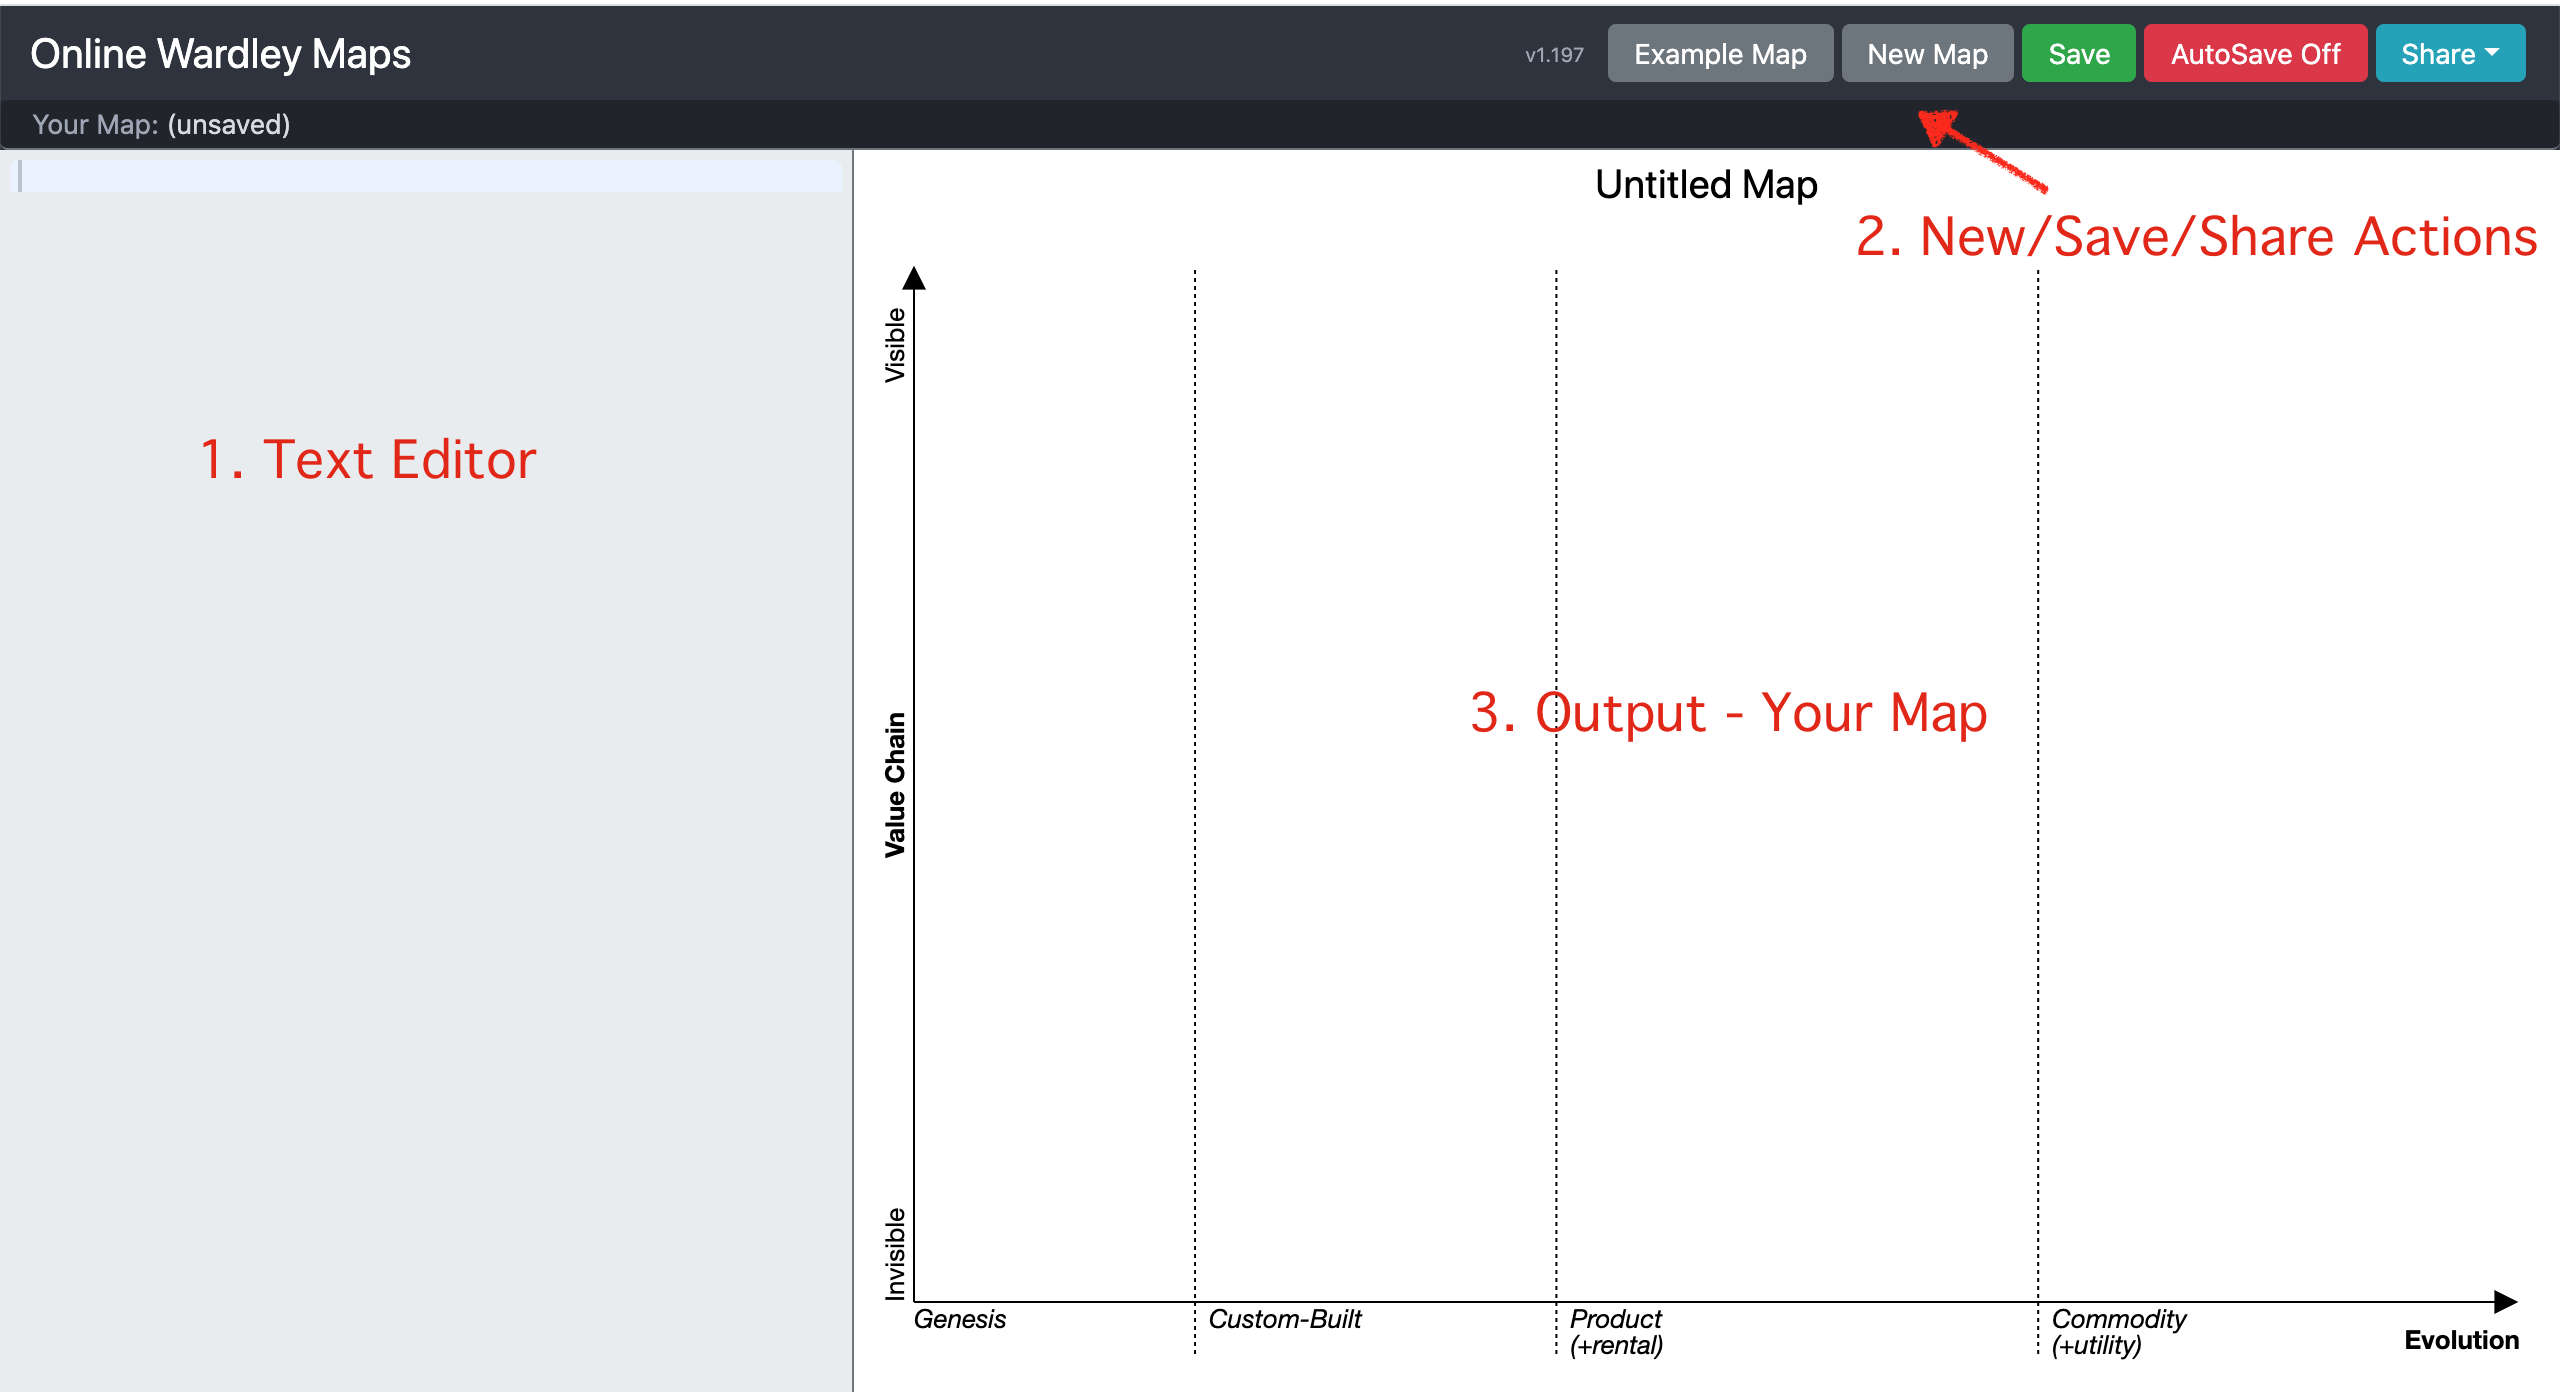 Online Wardley Maps
v1.197
Example Map
New Map
Save
AutoSave Off
Share
Your Map: (unsaved)
Untitled Map
2. New/Save/Share Actions
1. Text Editor
3. Output - Your Map
Visible
Value Chain
Invisible
Genesis
Custom-Built
Product
(+rental)
Commodity
(+utility)
Evolution